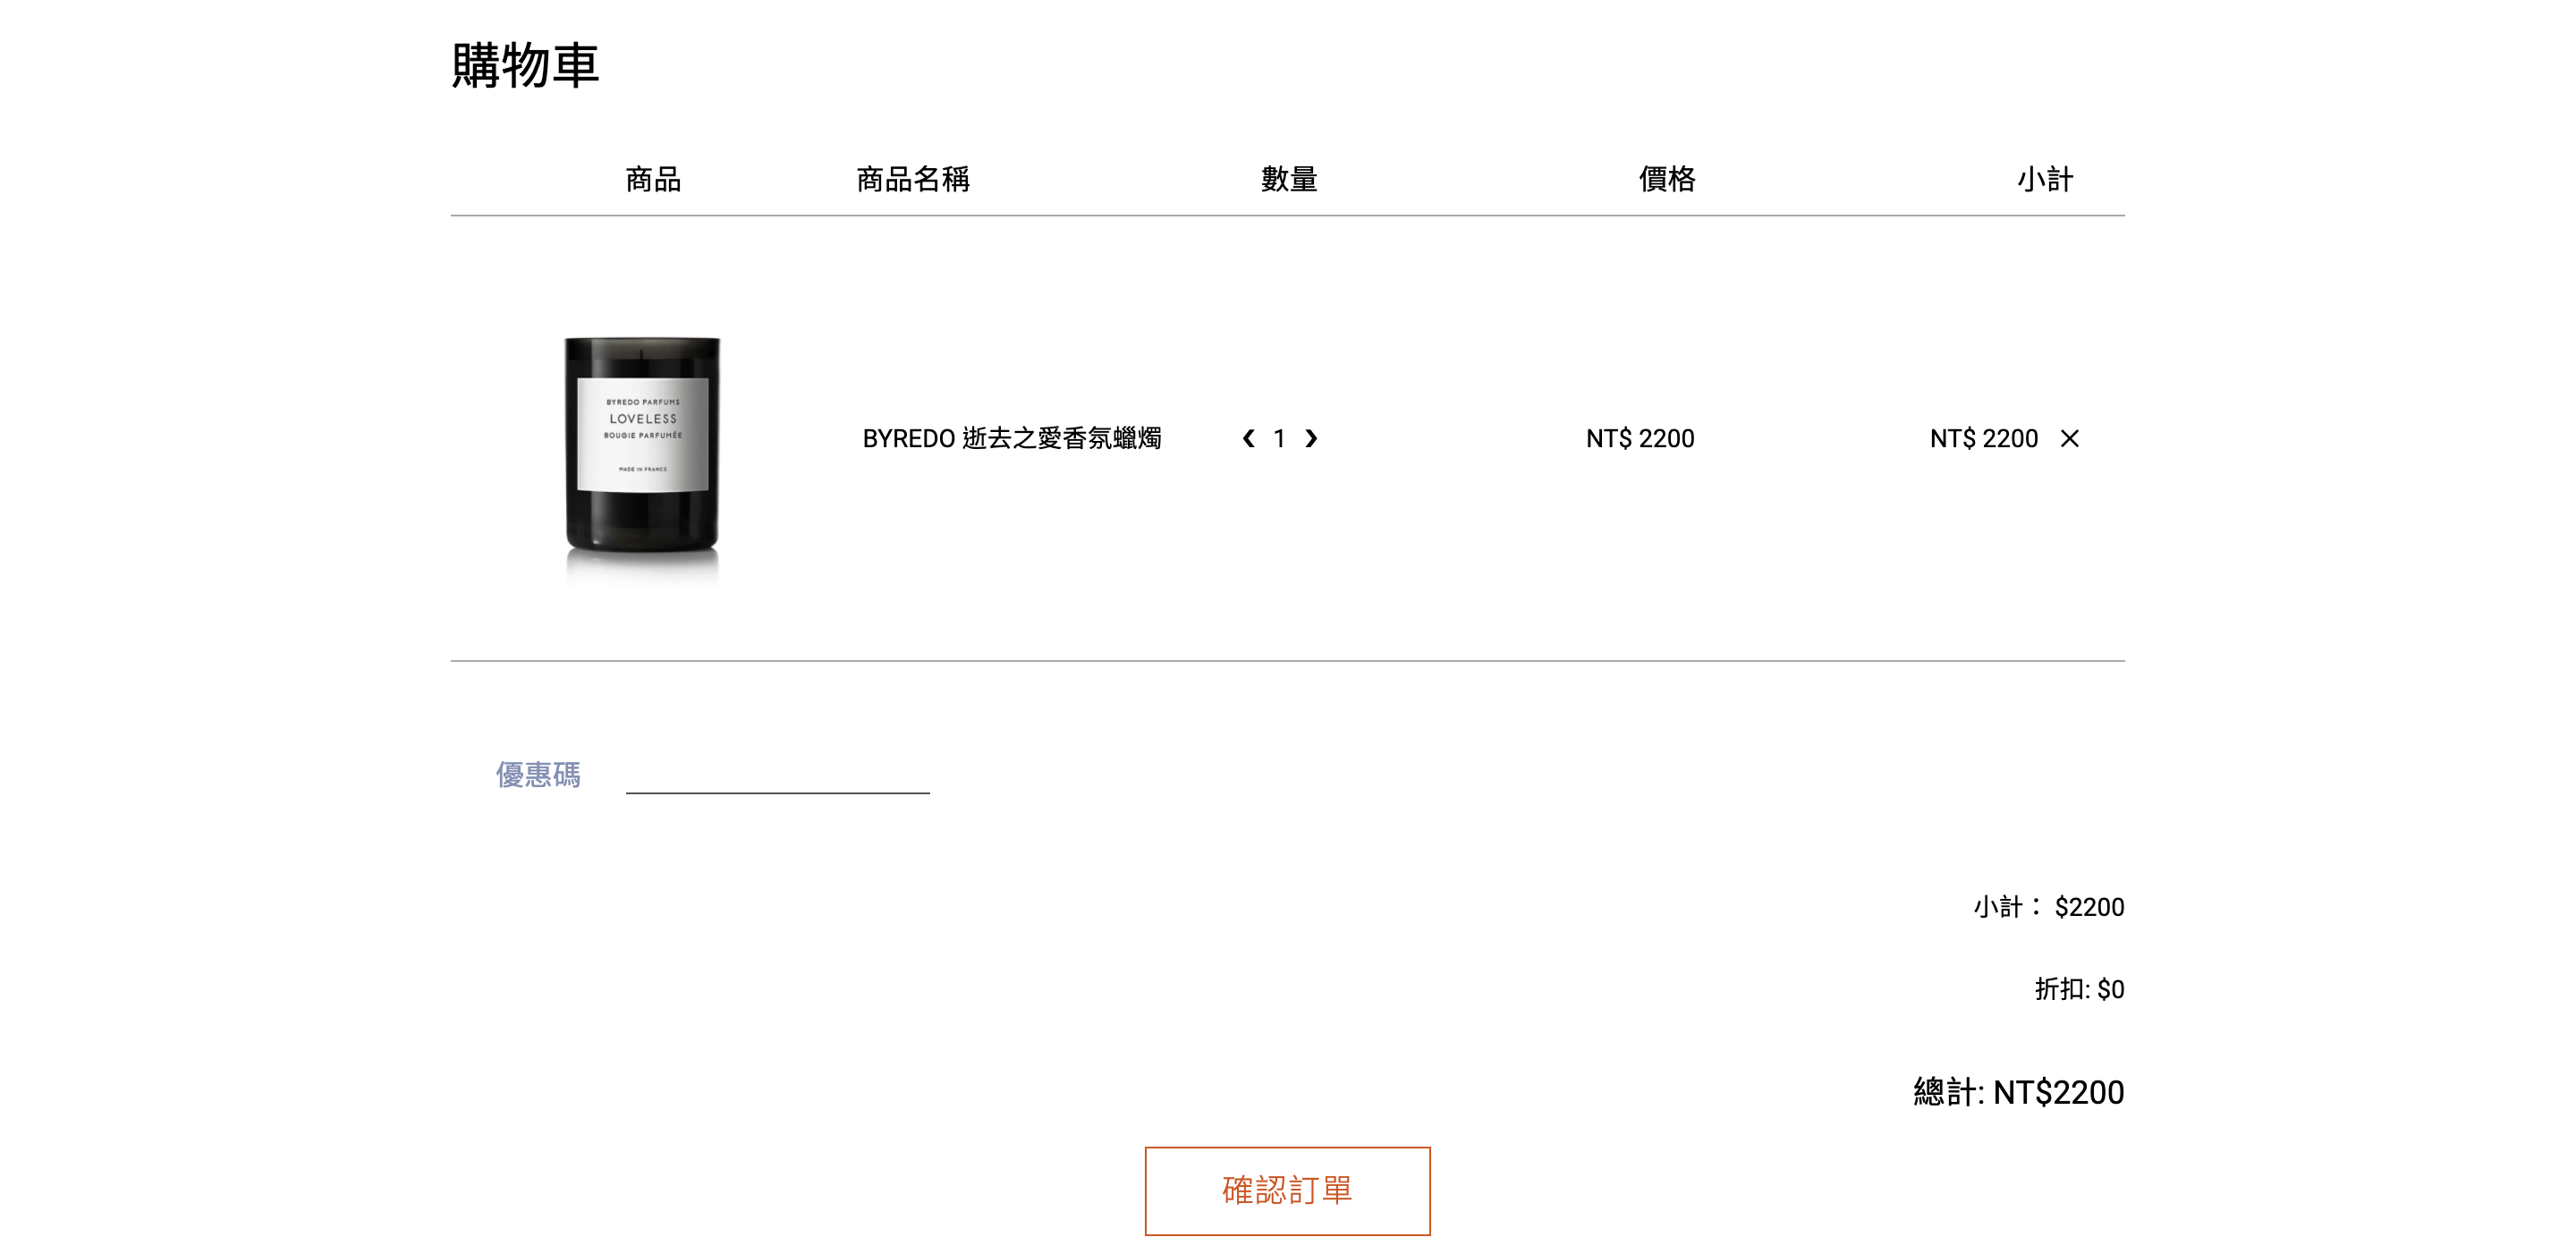 購物車
商品 商品名稱 數量 價格 小計
BYREDO PARFUMS
LOVELESS
BOUGIE PARFUMÉE
MADE IN FRANCE
BYREDO 逝去之愛香氛蠟燭 ❮ 1 ❯ NT$ 2200 NT$ 2200 ×
優惠碼
小計： $2200
折扣: $0
總計: NT$2200
確認訂單